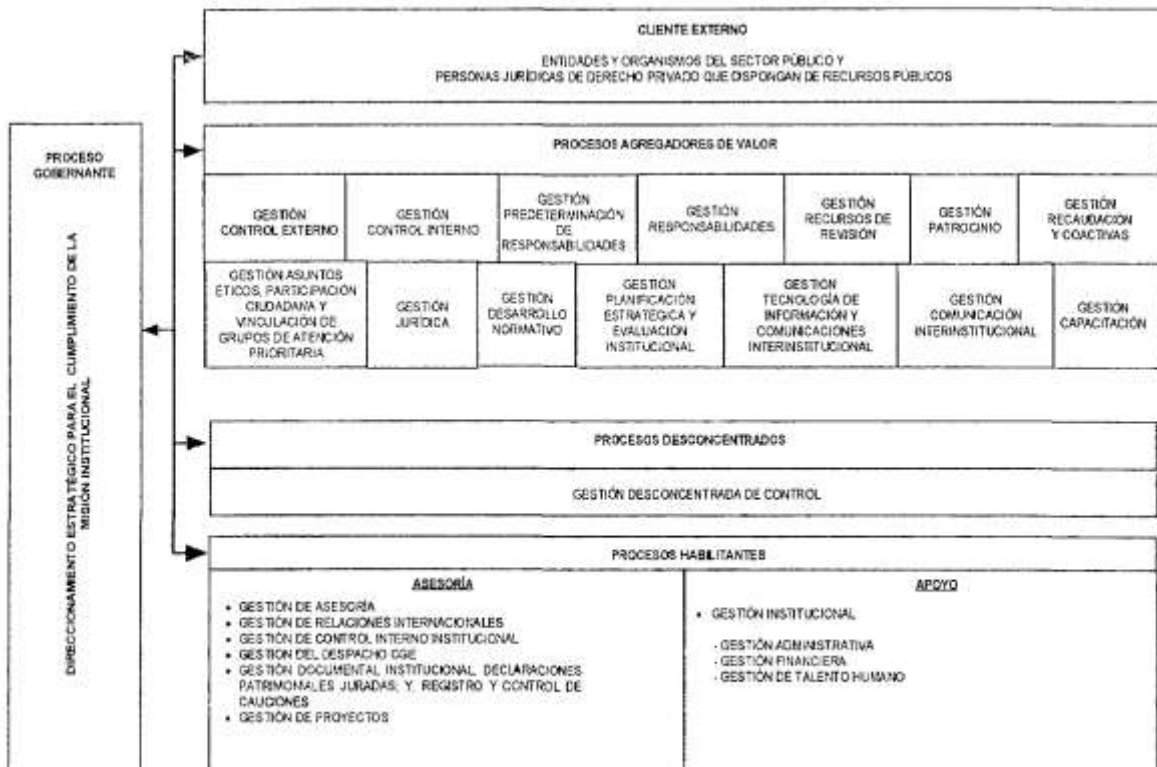 CLIENTE EXTERNO
ENTIDADES Y ORGANISMOS DEL SECTOR PÚBLICO Y
PERSONAS JURÍDICAS DE DERECHO PRIVADO QUE DISPONGAN DE RECURSOS PÚBLICOS
PROCESO
GOBERNANTE
DIRECCIONAMIENTO ESTRATÉGICO PARA EL CUMPLIMIENTO DE LA
MISIÓN INSTITUCIONAL
PROCESOS AGREGADORES DE VALOR
GESTIÓN
CONTROL EXTERNO
GESTIÓN
CONTROL INTERNO
GESTIÓN
PREDETERMINACIÓN
DE
RESPONSABILIDADES
GESTIÓN
RESPONSABILIDADES
GESTIÓN
RECURSOS DE
REVISIÓN
GESTIÓN
PATROCINIO
GESTIÓN
RECAUDACIÓN
Y COACTIVAS
GESTIÓN ASUNTOS
ÉTICOS, PARTICIPACIÓN
CIUDADANA Y
VINCULACIÓN DE
GRUPOS DE ATENCIÓN
PRIORITARIA
GESTIÓN
JURÍDICA
GESTIÓN
DESARROLLO
NORMATIVO
GESTIÓN
PLANIFICACIÓN
ESTRATÉGICA Y
EVALUACIÓN
INSTITUCIONAL
GESTIÓN
TECNOLOGÍA DE
INFORMACIÓN Y
COMUNICACIONES
INTERINSTITUCIONAL
GESTIÓN
COMUNICACIÓN
INTERINSTITUCIONAL
GESTIÓN
CAPACITACIÓN
PROCESOS DESCONCENTRADOS
GESTIÓN DESCONCENTRADA DE CONTROL
PROCESOS HABILITANTES
ASESORÍA
• GESTIÓN DE ASESORÍA
• GESTIÓN DE RELACIONES INTERNACIONALES
• GESTIÓN DE CONTROL INTERNO INSTITUCIONAL
• GESTIÓN DEL DESPACHO CGE
• GESTIÓN DOCUMENTAL INSTITUCIONAL, DECLARACIONES
PATRIMONIALES JURADAS; Y, REGISTRO Y CONTROL DE
CAUCIONES
• GESTIÓN DE PROYECTOS
APOYO
• GESTIÓN INSTITUCIONAL
- GESTIÓN ADMINISTRATIVA
- GESTIÓN FINANCIERA
- GESTIÓN DE TALENTO HUMANO